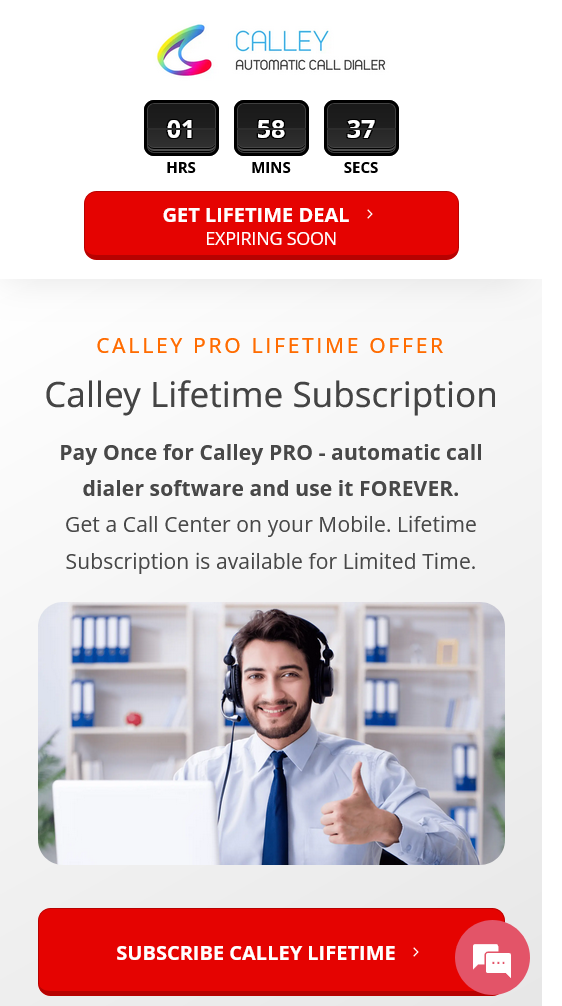 CALLEY
AUTOMATIC CALL DIALER
01 58 37
HRS MINS SECS
GET LIFETIME DEAL
EXPIRING SOON
CALLEY PRO LIFETIME OFFER
Calley Lifetime Subscription
Pay Once for Calley PRO - automatic call
dialer software and use it FOREVER.
Get a Call Center on your Mobile. Lifetime
Subscription is available for Limited Time.
SUBSCRIBE CALLEY LIFETIME